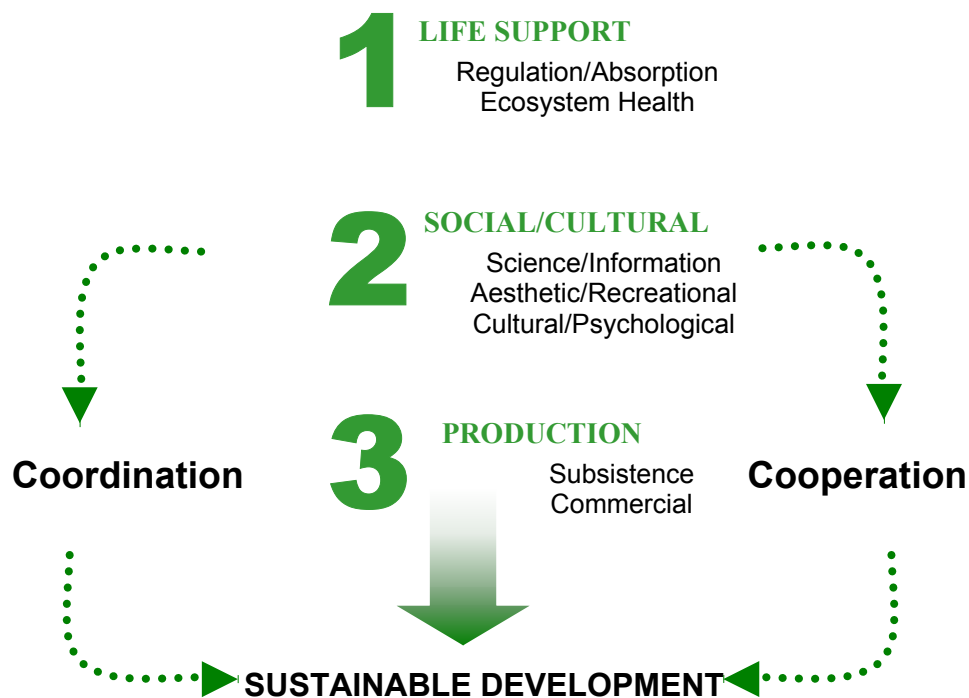 1 LIFE SUPPORT
Regulation/Absorption
Ecosystem Health
2 SOCIAL/CULTURAL
Science/Information
Aesthetic/Recreational
Cultural/Psychological
3 PRODUCTION
Subsistence
Commercial
Coordination
Cooperation
SUSTAINABLE DEVELOPMENT